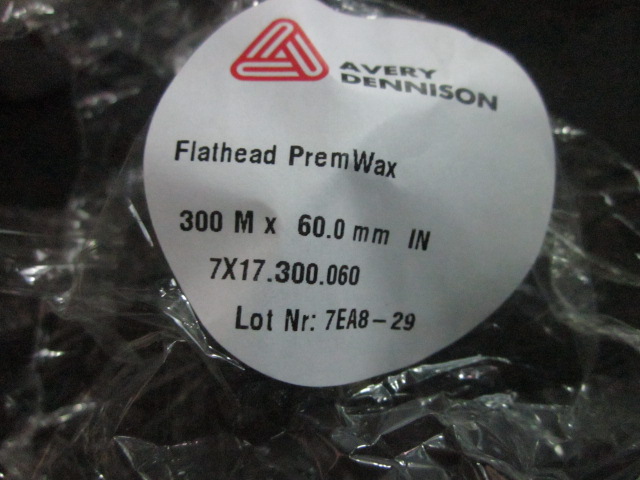 AVERY
DENNISON
Flathead PremWax
300 M x 60.0 mm IN
7X17.300.060
Lot Nr: 7EA8-29